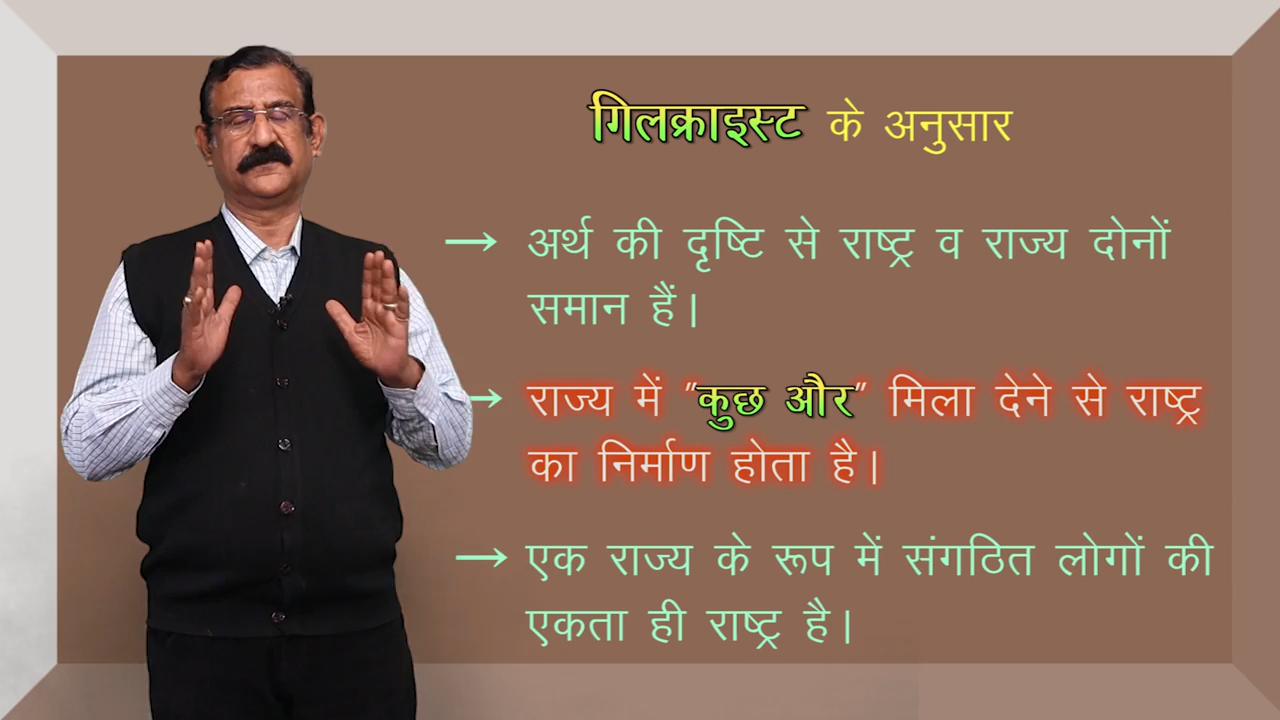 गिलक्राइस्ट के अनुसार
→ अर्थ की दृष्टि से राष्ट्र व राज्य दोनों
समान हैं।
→ राज्य में "कुछ और" मिला देने से राष्ट्र
का निर्माण होता है।
→ एक राज्य के रूप में संगठित लोगों की
एकता ही राष्ट्र है।